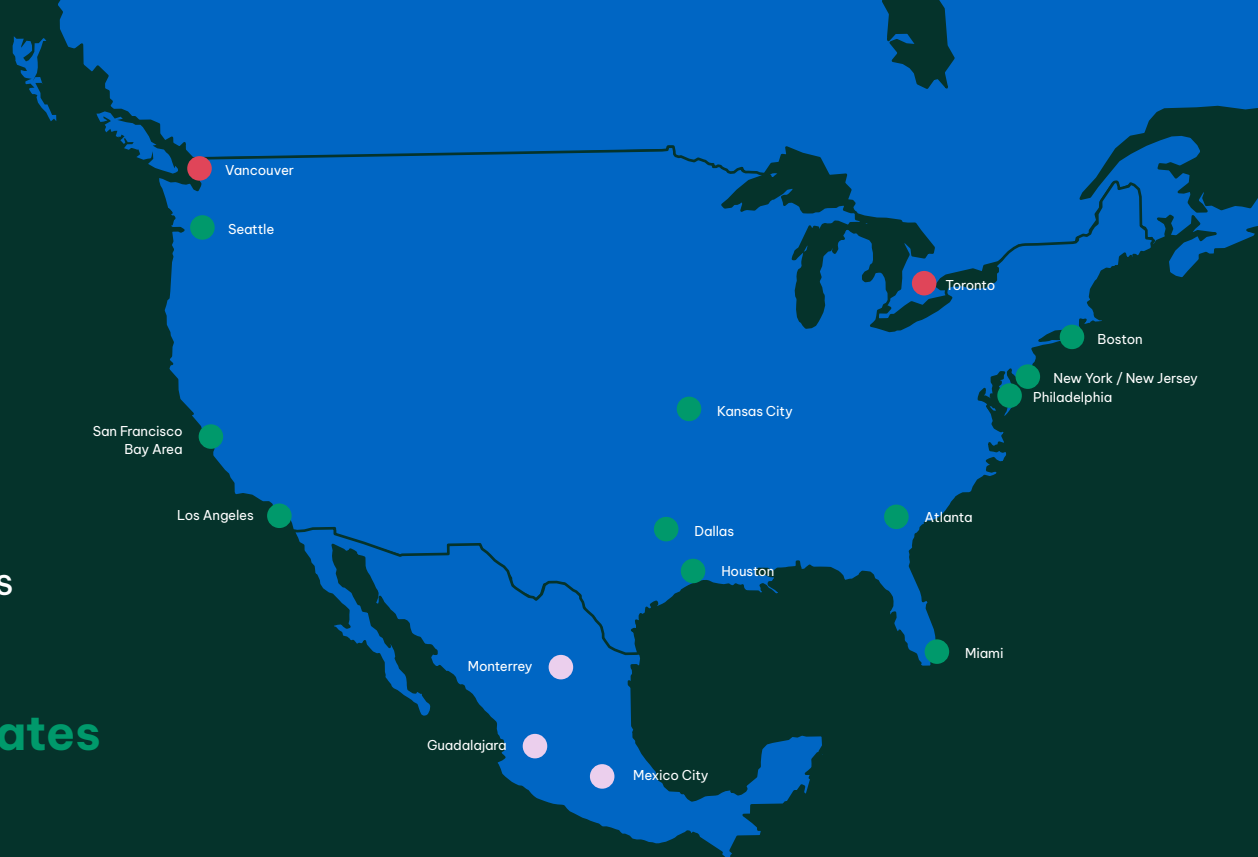 Vancouver
Seattle
Toronto
Boston
New York / New Jersey
Philadelphia
Kansas City
San Francisco
Bay Area
Los Angeles
Atlanta
Dallas
Houston
s
Miami
Monterrey
ates
Guadalajara
Mexico City